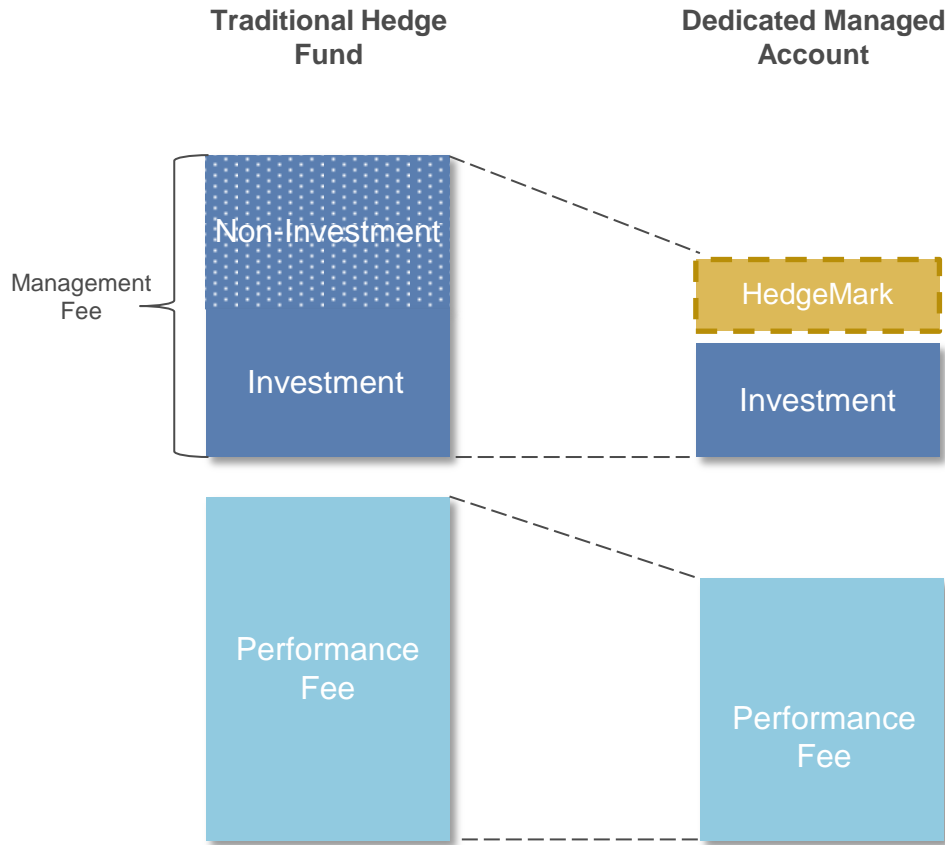 Traditional Hedge
Fund
Dedicated Managed
Account
Non-Investment
Management
Fee
Investment
HedgeMark
Investment
Performance
Fee
Performance
Fee